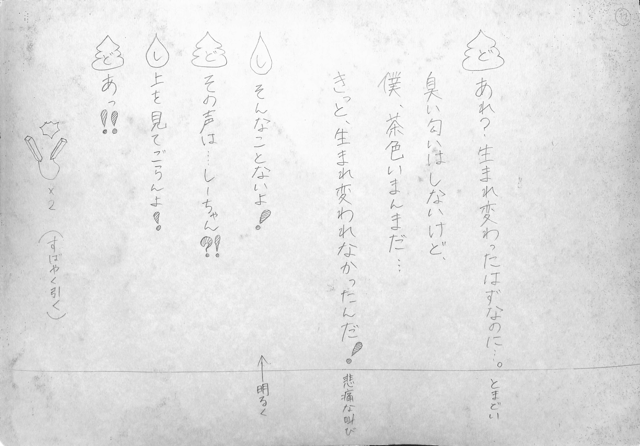 ど あれ?生まれ変わったはずなのに…。 とまどい
臭い匂いはしないけど、
僕、茶色いまんまだ…
きっと、生まれ変われなかったんだ! 悲痛な叫び
し そんなことないよ! ←明るく
ど その声は…しーちゃん?!
し 上を見てごらんよ!
ど あっ!!
×2 (すばやく引く)